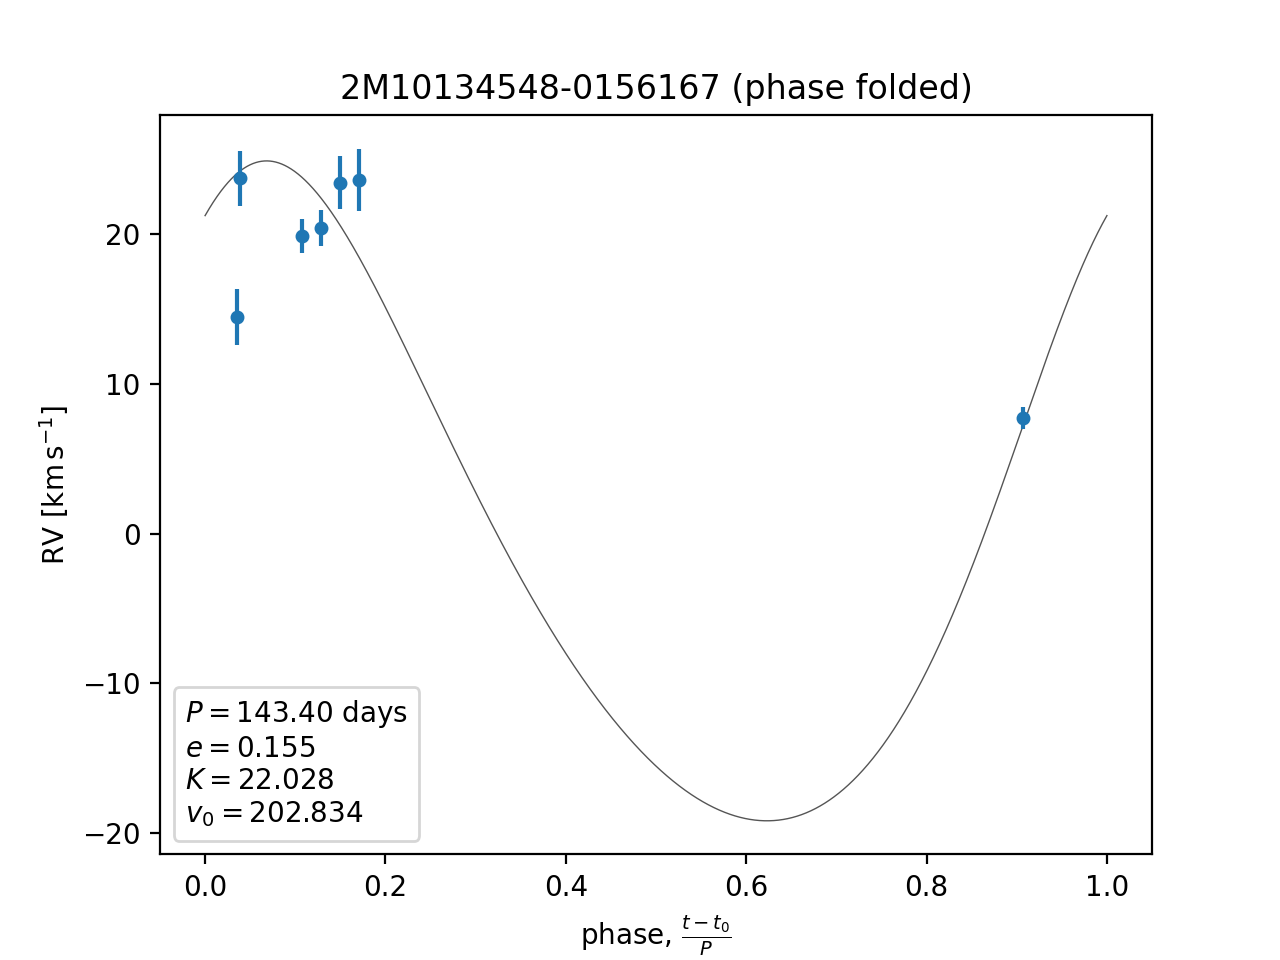 2M10134548-0156167 (phase folded)
RV [km s⁻¹]
20
10
0
−10
−20
P = 143.40 days
e = 0.155
K = 22.028
v₀ = 202.834
0.0 0.2 0.4 0.6 0.8 1.0
phase, (t − t₀)/P